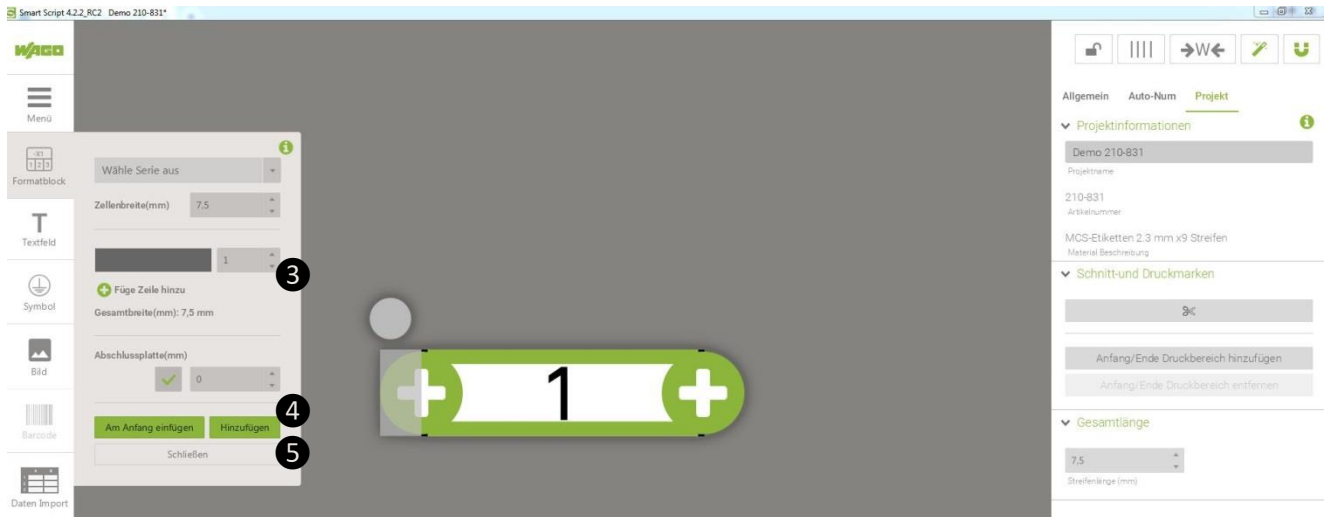 Smart Script 4.2.2_RC2 Demo 210-831*
WAGO
Menü
-X1
1 2 3
Formatblock
T
Textfeld
Symbol
Bild
Barcode
Daten Import
Wähle Serie aus
Zellenbreite(mm) 7,5
1
3
Füge Zeile hinzu
Gesamtbreite(mm): 7,5 mm
Abschlussplatte(mm)
0
4
Am Anfang einfügen Hinzufügen
5
Schließen
1
W
Allgemein Auto-Num Projekt
Projektinformationen
Demo 210-831
Projektname
210-831
Artikelnummer
MCS-Etiketten 2.3 mm x9 Streifen
Material Beschreibung
Schnitt-und Druckmarken
Anfang/Ende Druckbereich hinzufügen
Anfang/Ende Druckbereich entfernen
Gesamtlänge
7,5
Streifenlänge (mm)